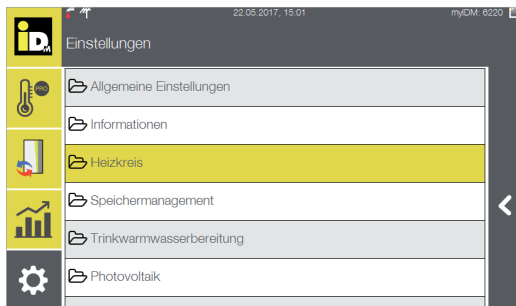 iDM
22.05.2017, 15:01
myIDM: 6220
Einstellungen
PRO
Allgemeine Einstellungen
Informationen
Heizkreis
Speichermanagement
Trinkwarmwasserbereitung
Photovoltaik